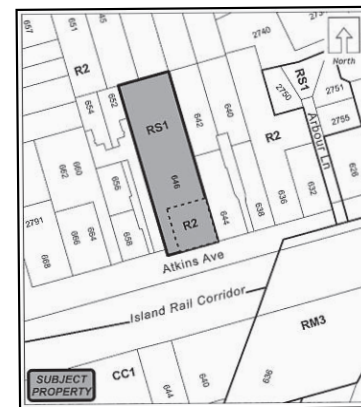 657
651
645
2740
273
North
R2
654
652
RS1
642
640
2750
RS1
2751
2755
R2
Arbour Ln
662
660
656
646
2791
668
666
664
658
R2
644
638
636
632
626
Atkins Ave
Island Rail Corridor
RM3
CC1
644
640
636
SUBJECT
PROPERTY